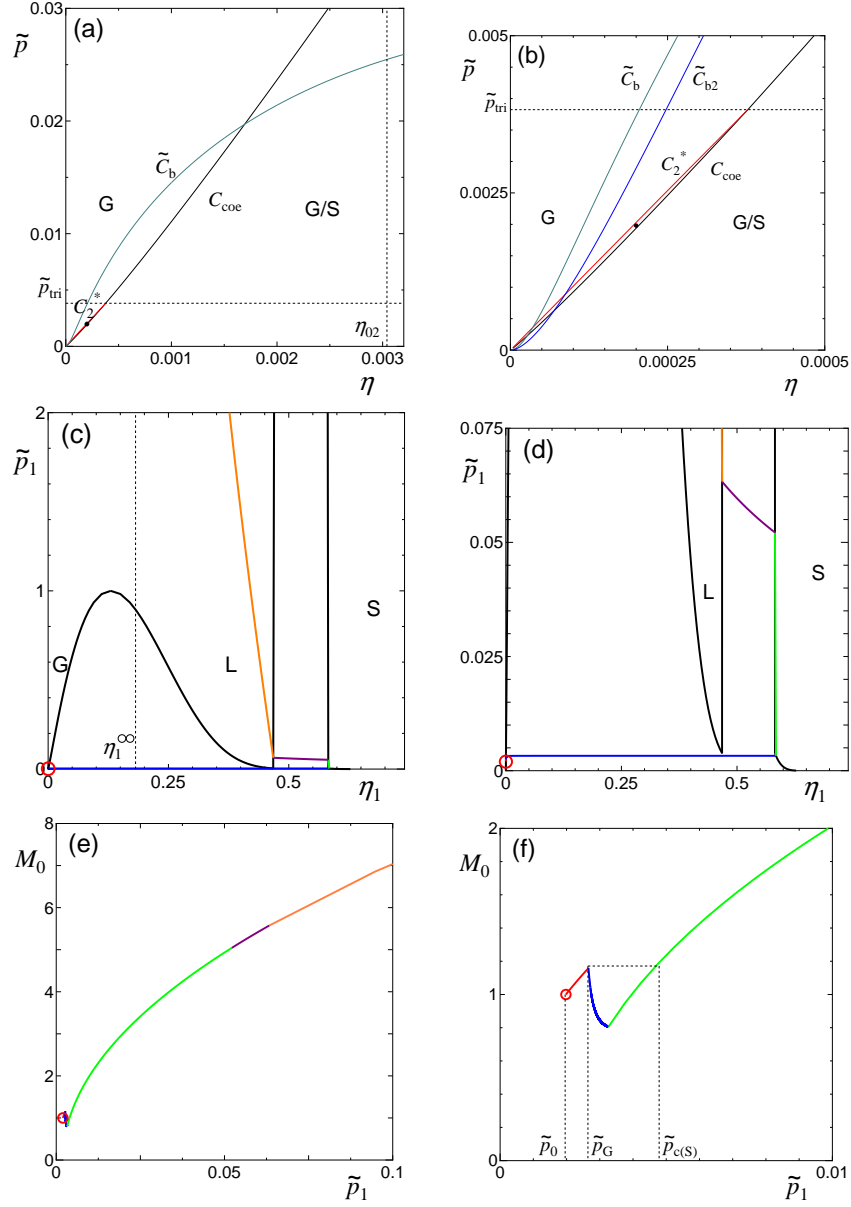 (a)
p̃
0.03
0.02
0.01
0
p̃tri
G
C̃b
Ccoe
G/S
C2*
η02
0
0.001
0.002
0.003
η
(b)
p̃
0.005
p̃tri
0.0025
0
C̃b
C̃b2
C2*
Ccoe
G
G/S
0
0.00025
0.0005
η
(c)
2
p̃1
1
0
G
L
S
η1∞
0
0.25
0.5
η1
(d)
0.075
p̃1
0.05
0.025
0
L
S
0
0.25
0.5
η1
(e)
8
M0
6
4
2
0
0
0.05
0.1
p̃1
(f)
2
M0
1
0
p̃0
p̃G
p̃c(S)
0
0.01
p̃1